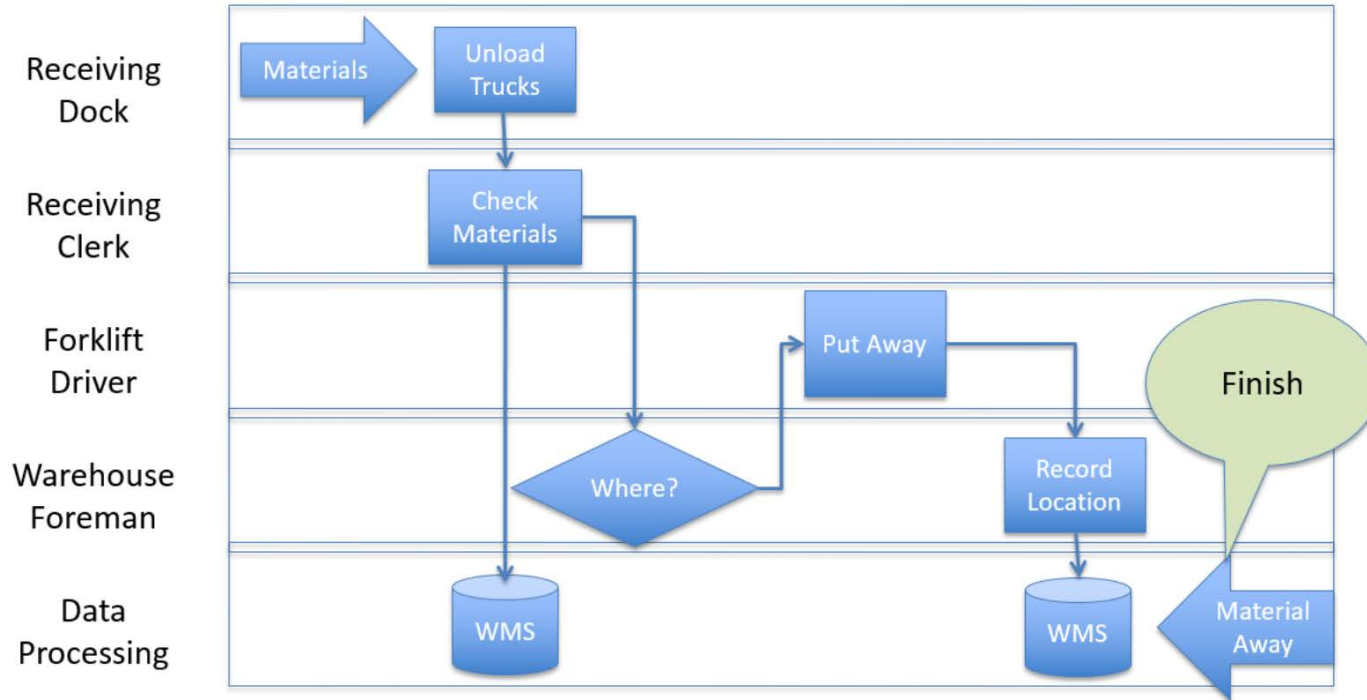 Receiving
Dock
Materials
Unload
Trucks
Receiving
Clerk
Check
Materials
Forklift
Driver
Put Away
Finish
Warehouse
Foreman
Where?
Record
Location
Data
Processing
WMS
WMS
Material
Away